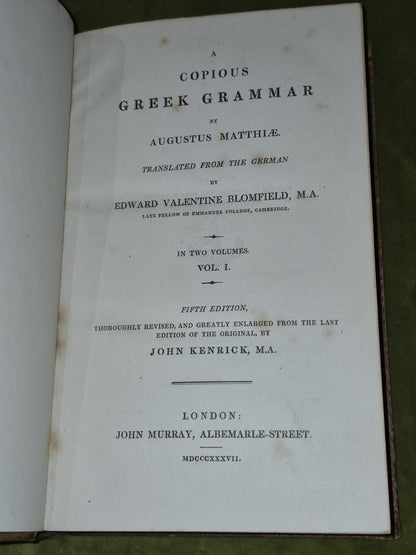 A
COPIOUS
GREEK GRAMMAR
BY
AUGUSTUS MATTHIÆ.
TRANSLATED FROM THE GERMAN
BY
EDWARD VALENTINE BLOMFIELD, M.A.
LATE FELLOW OF EMMANUEL COLLEGE, CAMBRIDGE.
IN TWO VOLUMES.
VOL. I.
FIFTH EDITION,
THOROUGHLY REVISED, AND GREATLY ENLARGED FROM THE LAST
EDITION OF THE ORIGINAL, BY
JOHN KENRICK, M.A.
LONDON:
JOHN MURRAY, ALBEMARLE-STREET.
MDCCCXXXVII.